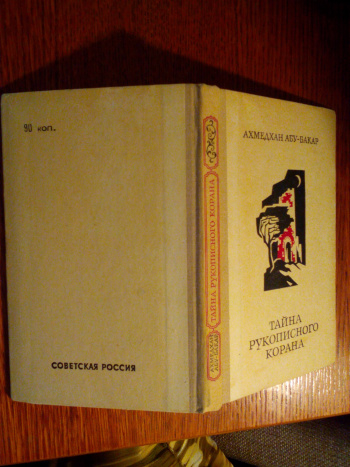 90 коп.
СОВЕТСКАЯ РОССИЯ
АХМЕДХАН
АБУ-БАКАР
ТАЙНА РУКОПИСНОГО КОРАНА
АХМЕДХАН АБУ-БАКАР
ТАЙНА
РУКОПИСНОГО
КОРАНА